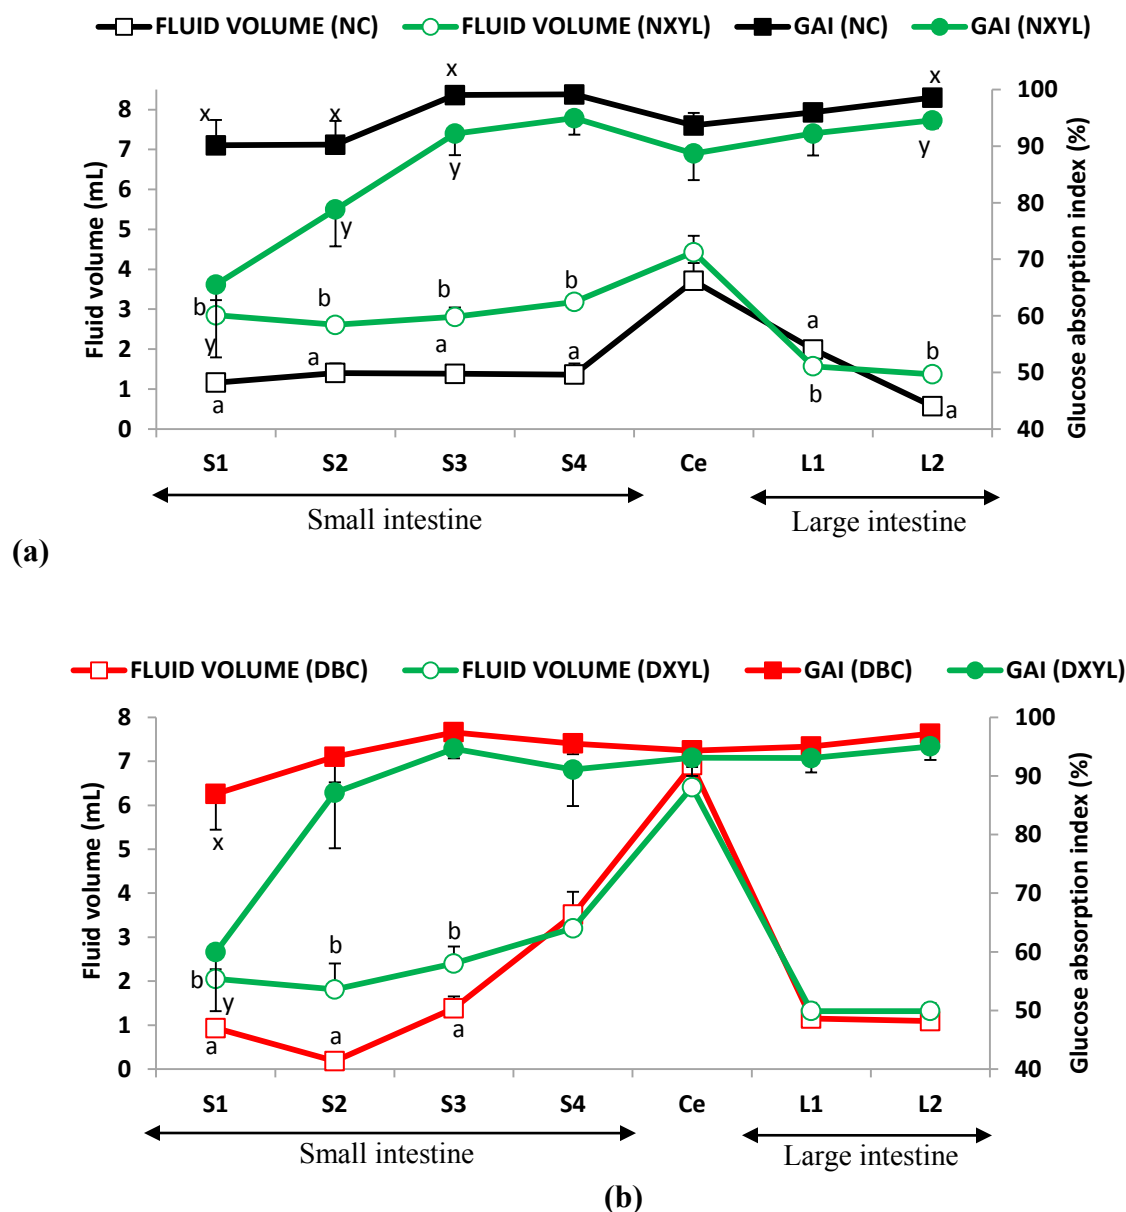 FLUID VOLUME (NC) FLUID VOLUME (NXYL) GAI (NC) GAI (NXYL)
Fluid volume (mL)
8
7
6
5
4
3
2
1
0
x x x x
y y y y
b b b b a b
a a a a b a
100
90
80
70
60
50
40
Glucose absorption index (%)
S1 S2 S3 S4 Ce L1 L2
Small intestine Large intestine
(a)
FLUID VOLUME (DBC) FLUID VOLUME (DXYL) GAI (DBC) GAI (DXYL)
Fluid volume (mL)
8
7
6
5
4
3
2
1
0
x
b b b
y
a a a
100
90
80
70
60
50
40
Glucose absorption index (%)
S1 S2 S3 S4 Ce L1 L2
Small intestine Large intestine
(b)